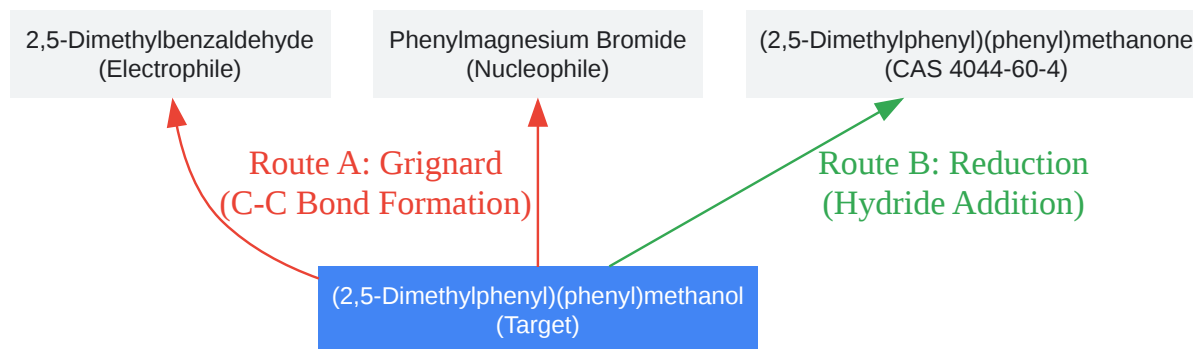 2,5-Dimethylbenzaldehyde
(Electrophile)
Phenylmagnesium Bromide
(Nucleophile)
(2,5-Dimethylphenyl)(phenyl)methanone
(CAS 4044-60-4)
Route A: Grignard
(C-C Bond Formation)
Route B: Reduction
(Hydride Addition)
(2,5-Dimethylphenyl)(phenyl)methanol
(Target)